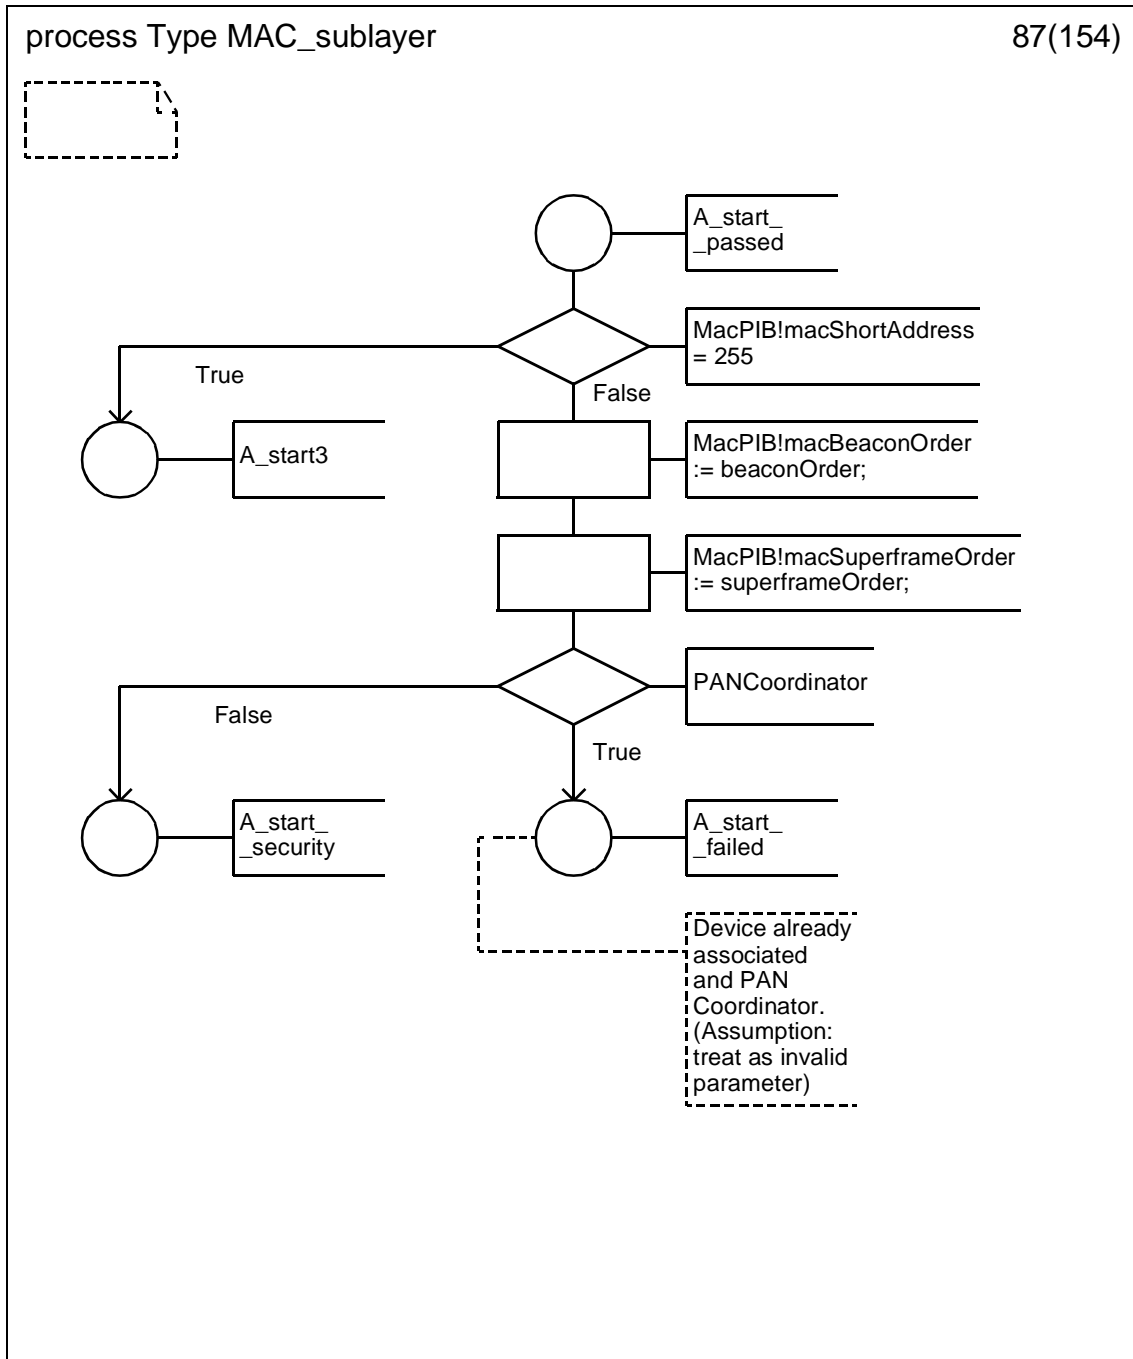 process Type MAC_sublayer
87(154)
A_start_
_passed
MacPIB!macShortAddress
= 255
True
False
A_start3
MacPIB!macBeaconOrder
:= beaconOrder;
MacPIB!macSuperframeOrder
:= superframeOrder;
PANCoordinator
False
True
A_start_
_security
A_start_
_failed
Device already
associated
and PAN
Coordinator.
(Assumption:
treat as invalid
parameter)